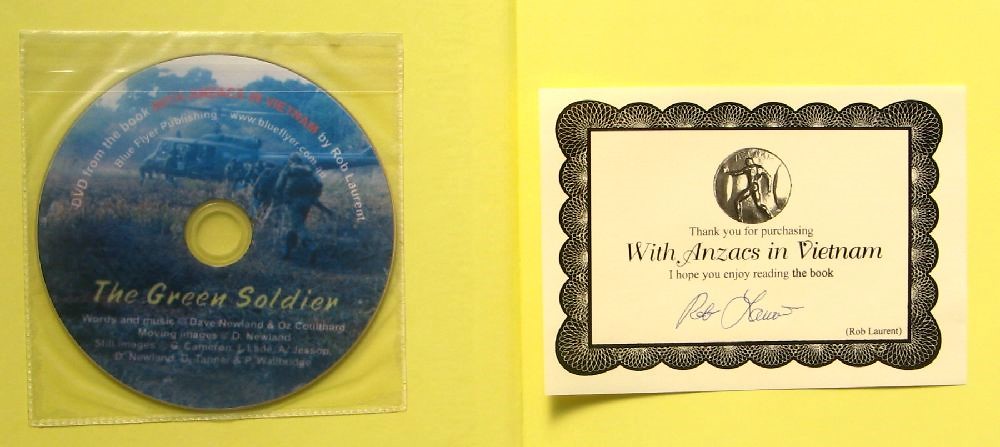 DVD from the book WITH ANZACS IN VIETNAM by Rob Laurent
Blue Flyer Publishing - www.blueflyer.com
The Green Soldier
Words and music © Dave Newland & Oz Coulthard
Moving images © D. Newland
Still images © G. Cameron, Jessop,
D. Newland, D. Tanner & P. Wallbridge
Thank you for purchasing
With Anzacs in Vietnam
I hope you enjoy reading the book
Rob Laurent
(Rob Laurent)